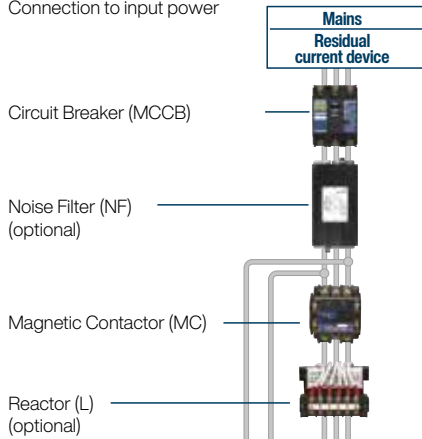 Connection to input power
Mains
Residual
current device
Circuit Breaker (MCCB)
Noise Filter (NF)
(optional)
Magnetic Contactor (MC)
Reactor (L)
(optional)